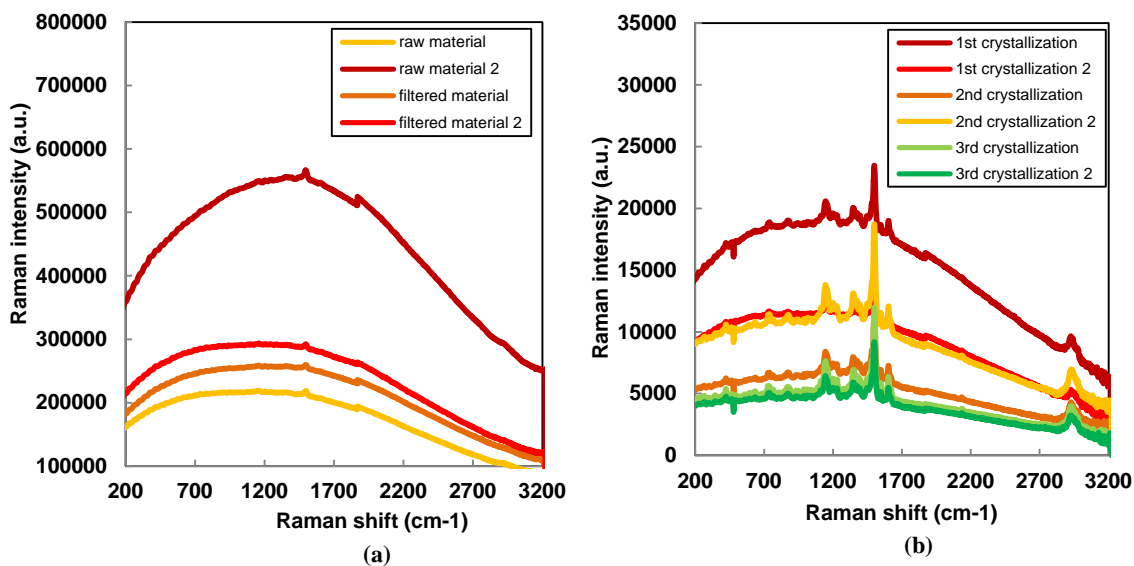 800000
700000
600000
500000
400000
300000
200000
100000
Raman intensity (a.u.)
raw material
raw material 2
filtered material
filtered material 2
200 700 1200 1700 2200 2700 3200
Raman shift (cm-1)
(a)
35000
30000
25000
20000
15000
10000
5000
0
Raman intensity (a.u.)
1st crystallization
1st crystallization 2
2nd crystallization
2nd crystallization 2
3rd crystallization
3rd crystallization 2
200 700 1200 1700 2200 2700 3200
Raman shift (cm-1)
(b)